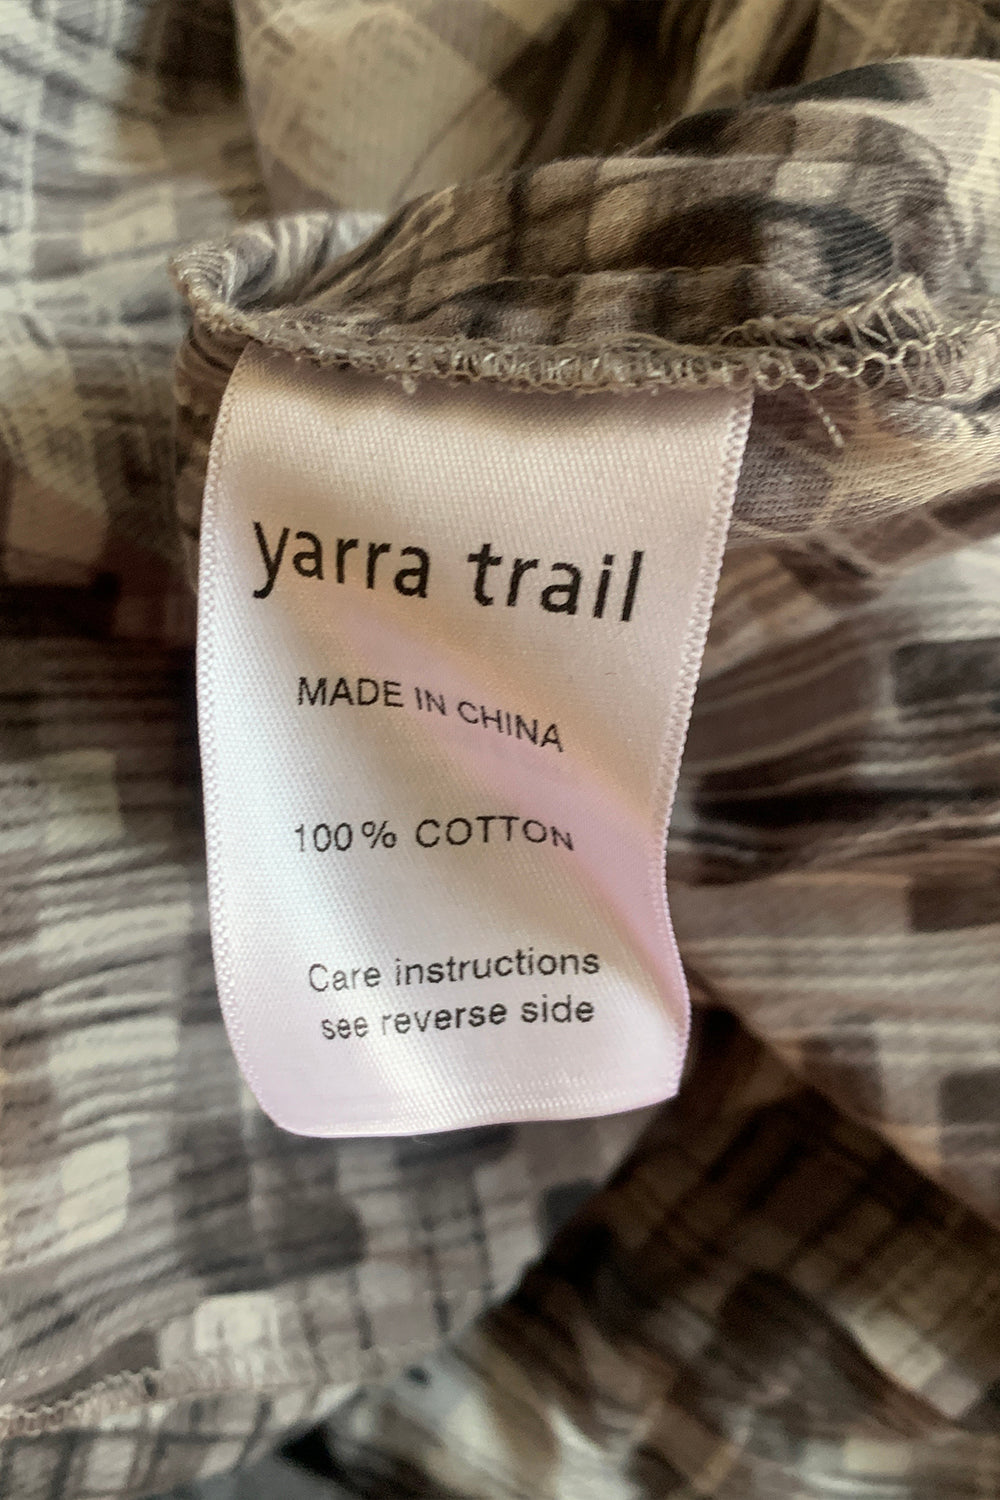 yarra trail
MADE IN CHINA
100% COTTON
Care instructions
see reverse side